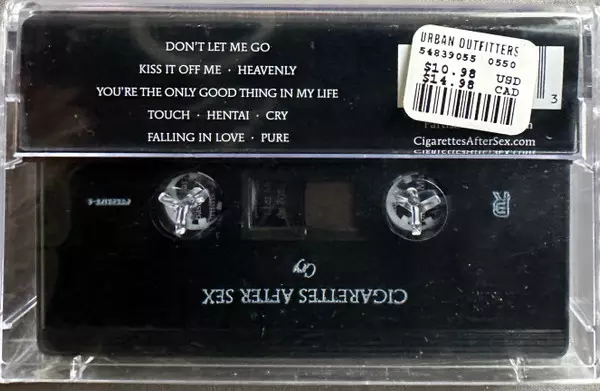 DON'T LET ME GO
KISS IT OFF ME · HEAVENLY
YOU'RE THE ONLY GOOD THING IN MY LIFE
TOUCH · HENTAI · CRY
FALLING IN LOVE · PURE
URBAN OUTFITTERS
54839055 0550
$10.98 USD
$14.98 CAD
3
CigarettesAfterSex.com
Cry
CIGARETTES AFTER SEX